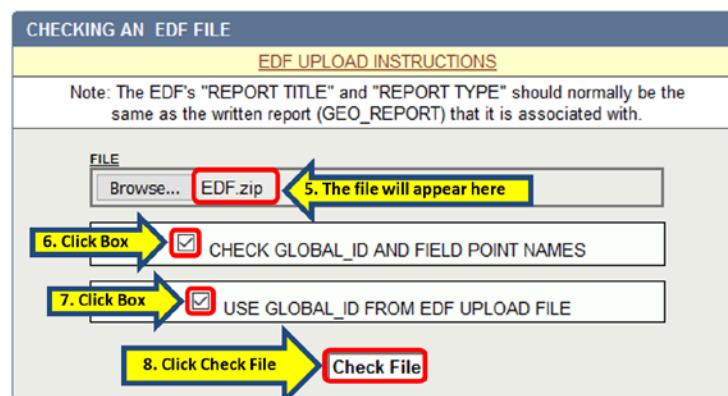 CHECKING AN EDF FILE
EDF UPLOAD INSTRUCTIONS
Note: The EDF's "REPORT TITLE" and "REPORT TYPE" should normally be the
same as the written report (GEO_REPORT) that it is associated with.
FILE
Browse... EDF.zip 5. The file will appear here
6. Click Box CHECK GLOBAL_ID AND FIELD POINT NAMES
7. Click Box USE GLOBAL_ID FROM EDF UPLOAD FILE
8. Click Check File Check File